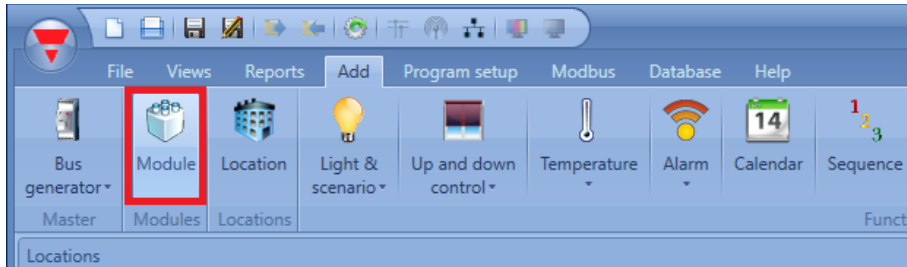 File Views Reports Add Program setup Modbus Database Help
Bus generator
Module
Location
Light & scenario
Up and down control
Temperature
Alarm
14
Calendar
1 2 3
Sequence
Master Modules Locations
Locations